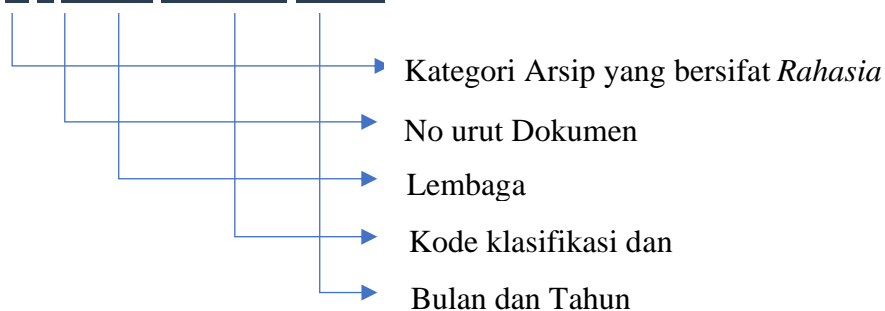 Kategori Arsip yang bersifat Rahasia
No urut Dokumen
Lembaga
Kode klasifikasi dan
Bulan dan Tahun